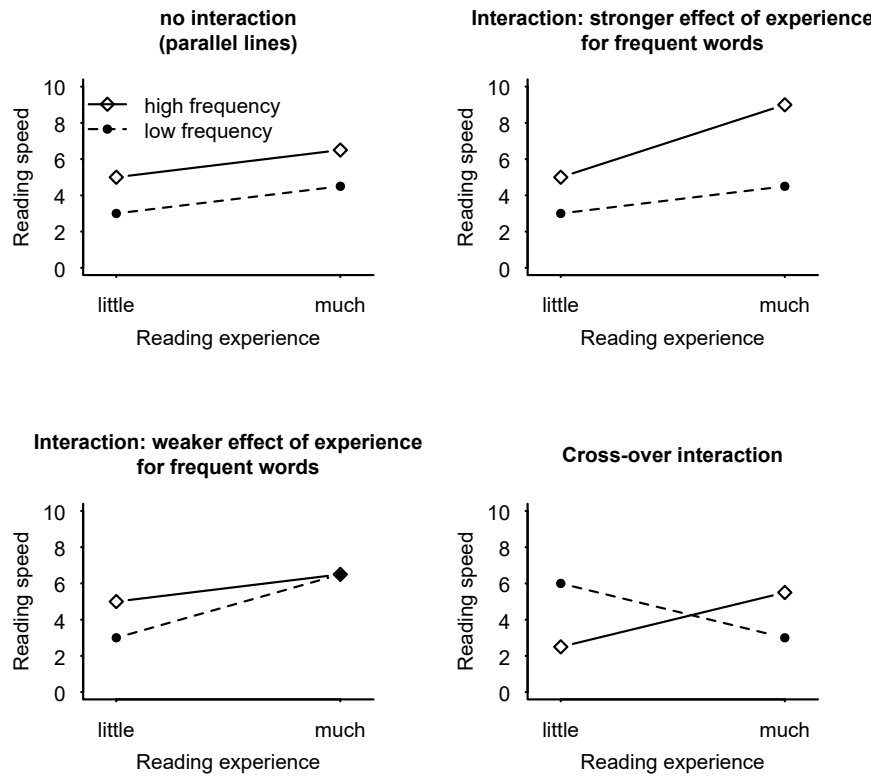 no interaction
(parallel lines)
10
8
6
4
2
0
Reading speed
high frequency
low frequency
little
much
Reading experience
Interaction: stronger effect of experience
for frequent words
10
8
6
4
2
0
Reading speed
little
much
Reading experience
Interaction: weaker effect of experience
for frequent words
10
8
6
4
2
0
Reading speed
little
much
Reading experience
Cross-over interaction
10
8
6
4
2
0
Reading speed
little
much
Reading experience